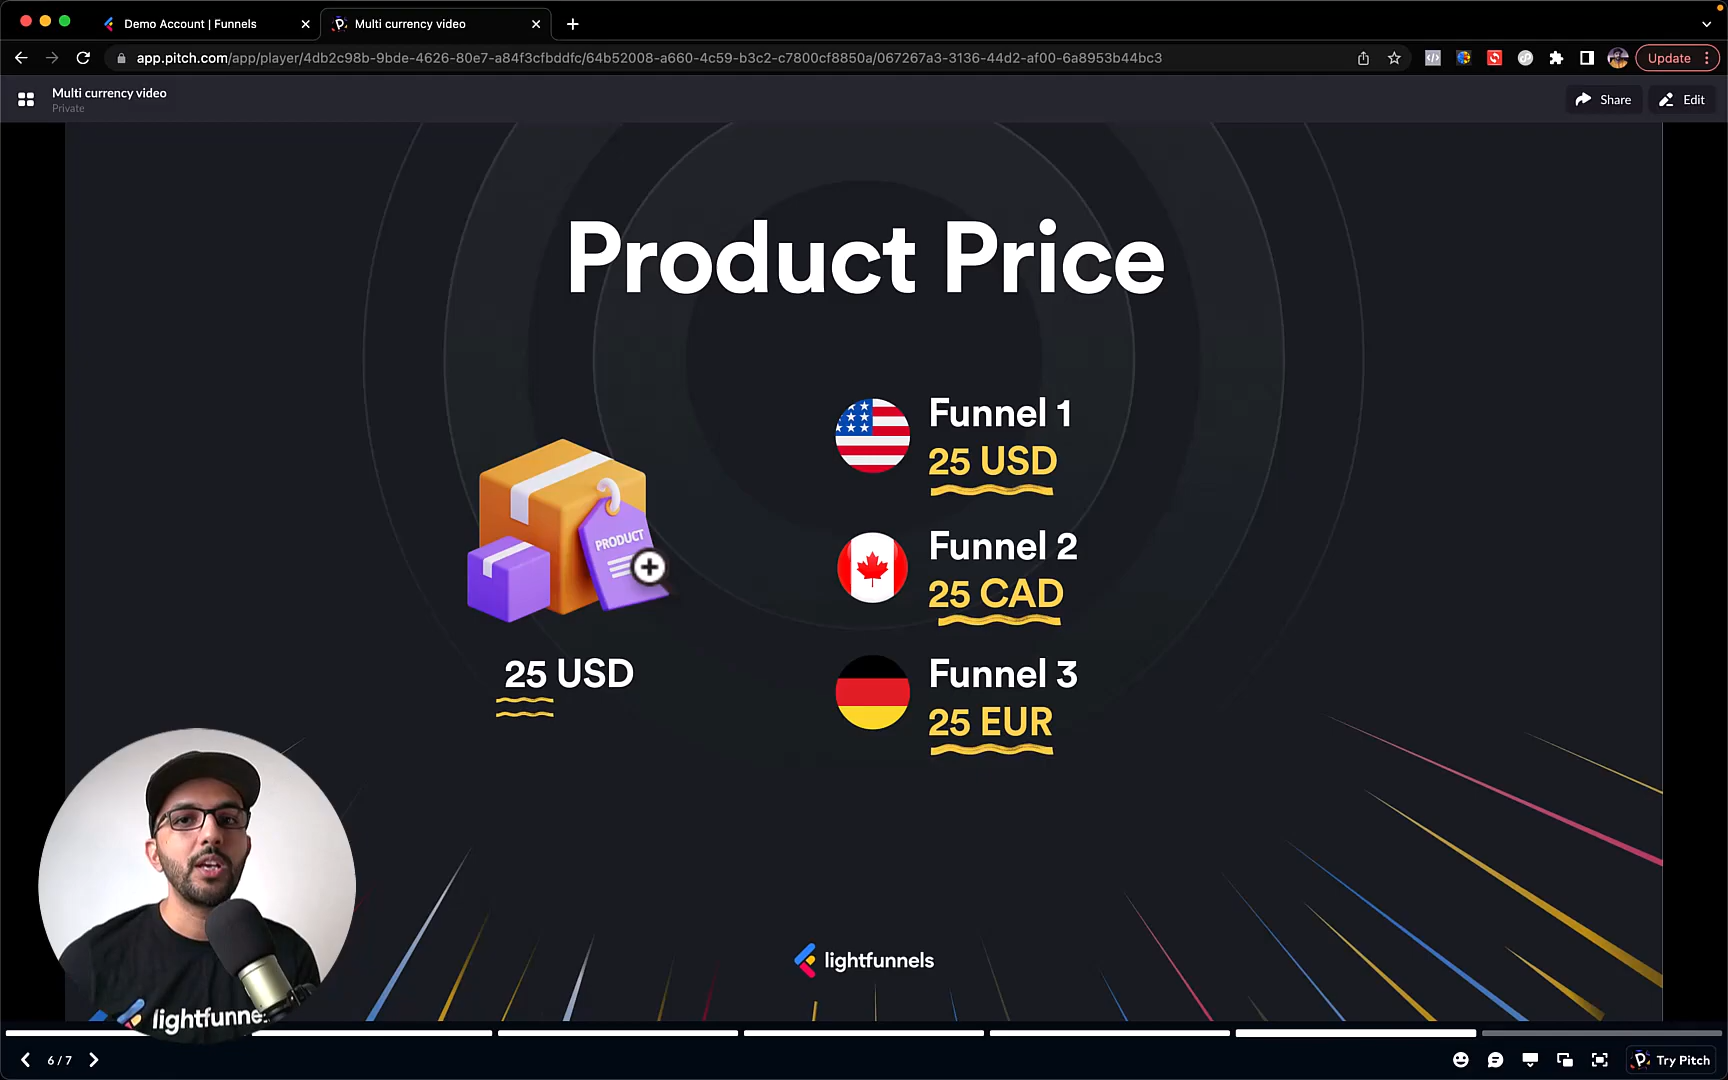 Demo Account | Funnels
Multi currency video
app.pitch.com/app/player/4db2c98b-9bde-4626-80e7-a84f3cfbddfc/64b52008-a660-4c59-b3c2-c7800cf8850a/067267a3-3136-44d2-af00-6a8953b44bc3
Update
Multi currency video
Private
Share
Edit
Product Price
Funnel 1
25 USD
Funnel 2
25 CAD
Funnel 3
25 EUR
PRODUCT
25 USD
lightfunnels
lightfunne
6 / 7
Try Pitch